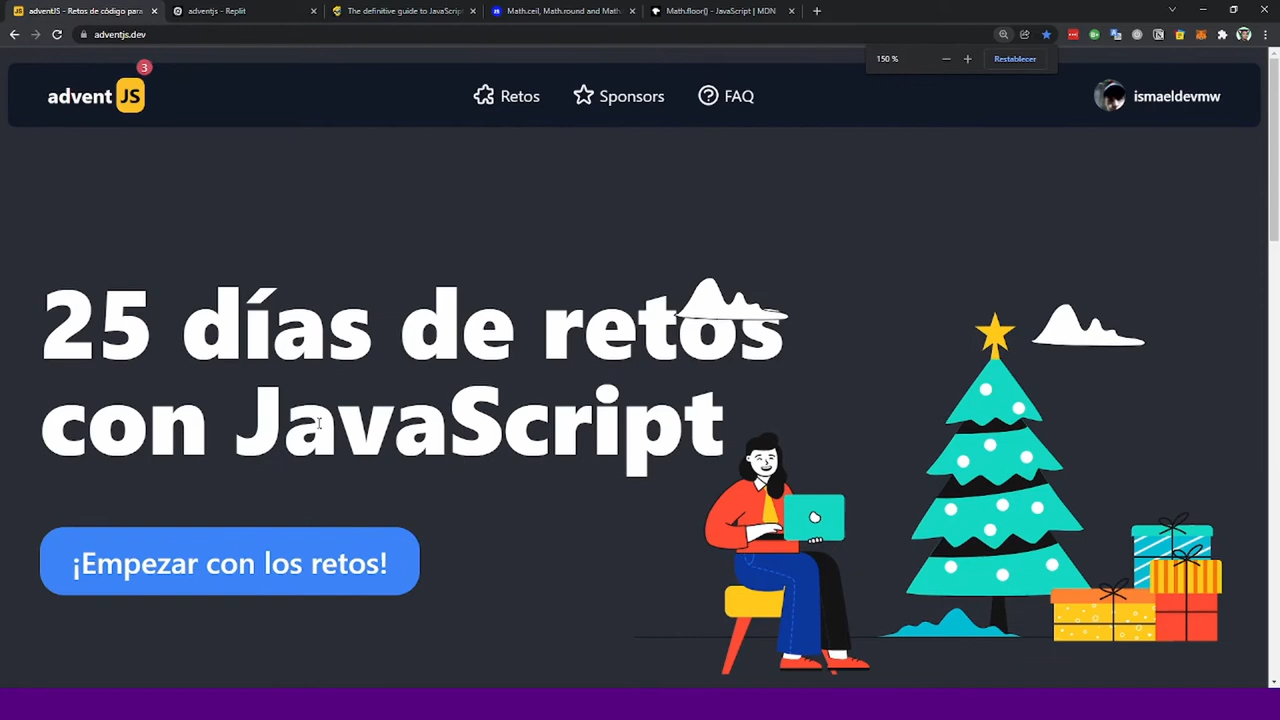 adventJS - Retos de código para
adventjs - Replit
The definitive guide to JavaScript
Math.ceil, Math.round and Math.
Math.floor() - JavaScript | MDN
adventjs.dev
150 %
Restablecer
advent JS
3
Retos
Sponsors
FAQ
ismaeldevmw
25 días de retos
con JavaScript
¡Empezar con los retos!